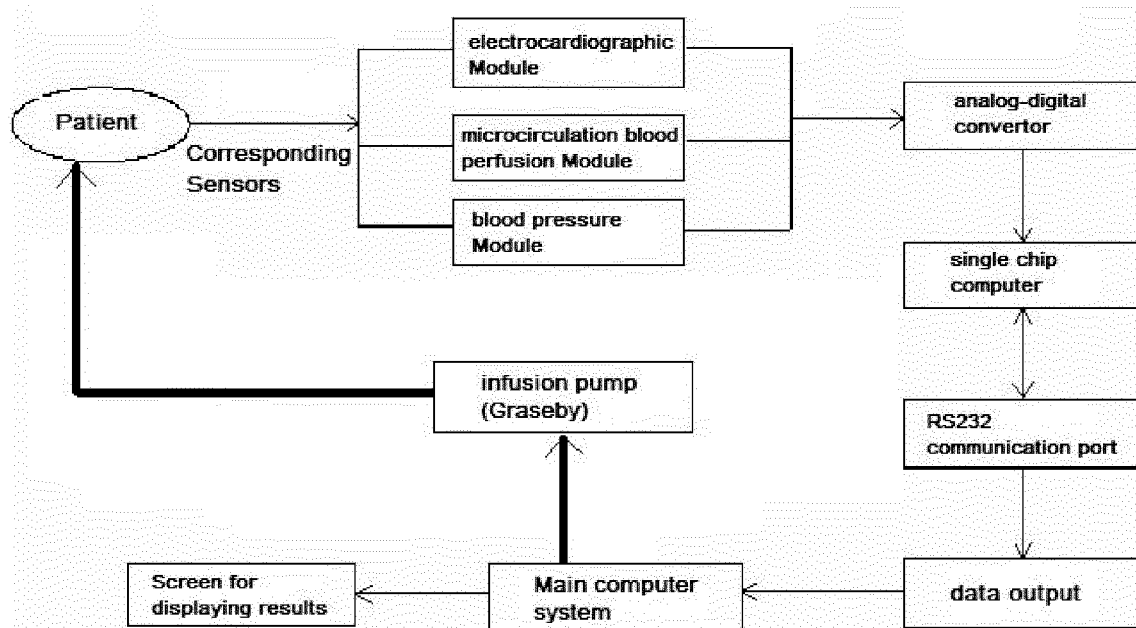 electrocardiographic
Module
Patient
Corresponding
Sensors
microcirculation blood
perfusion Module
blood pressure
Module
analog-digital
convertor
single chip
computer
RS232
communication port
infusion pump
(Graseby)
Screen for
displaying results
Main computer
system
data output